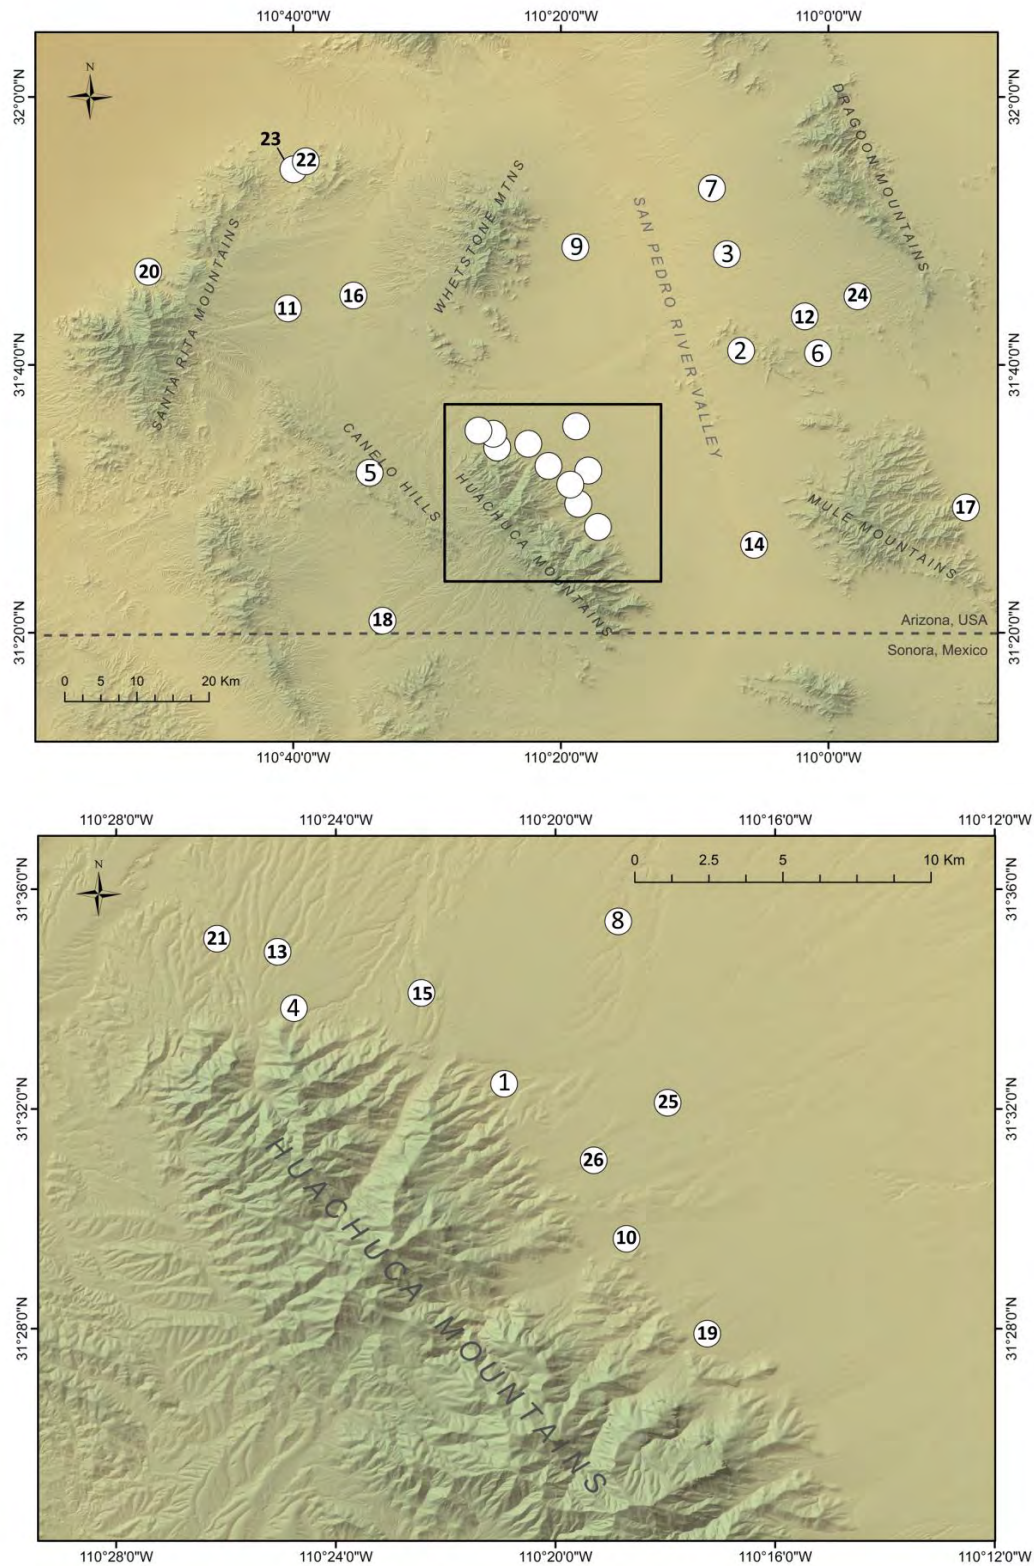 110°40'0"W 110°20'0"W 110°0'0"W
N
32°0'0"N 32°0'0"N
DRAGOON MOUNTAINS
23
22
WHETSTONE MTNS
7
SAN PEDRO RIVER VALLEY
SANTA RITA MOUNTAINS
9
3
20
16
24
11
12
2
6
31°40'0"N 31°40'0"N
CANELO HILLS
5
HUACHUCA MOUNTAINS
17
MULE MOUNTAINS
14
18
Arizona, USA
31°20'0"N 31°20'0"N
Sonora, Mexico
0 5 10 20 Km
110°40'0"W 110°20'0"W 110°0'0"W
110°28'0"W 110°24'0"W 110°20'0"W 110°16'0"W 110°12'0"W
0 2.5 5 10 Km
N
31°36'0"N 31°36'0"N
8
21
13
15
4
1
25
31°32'0"N 31°32'0"N
26
HUACHUCA MOUNTAINS
10
19
31°28'0"N 31°28'0"N
110°28'0"W 110°24'0"W 110°20'0"W 110°16'0"W 110°12'0"W